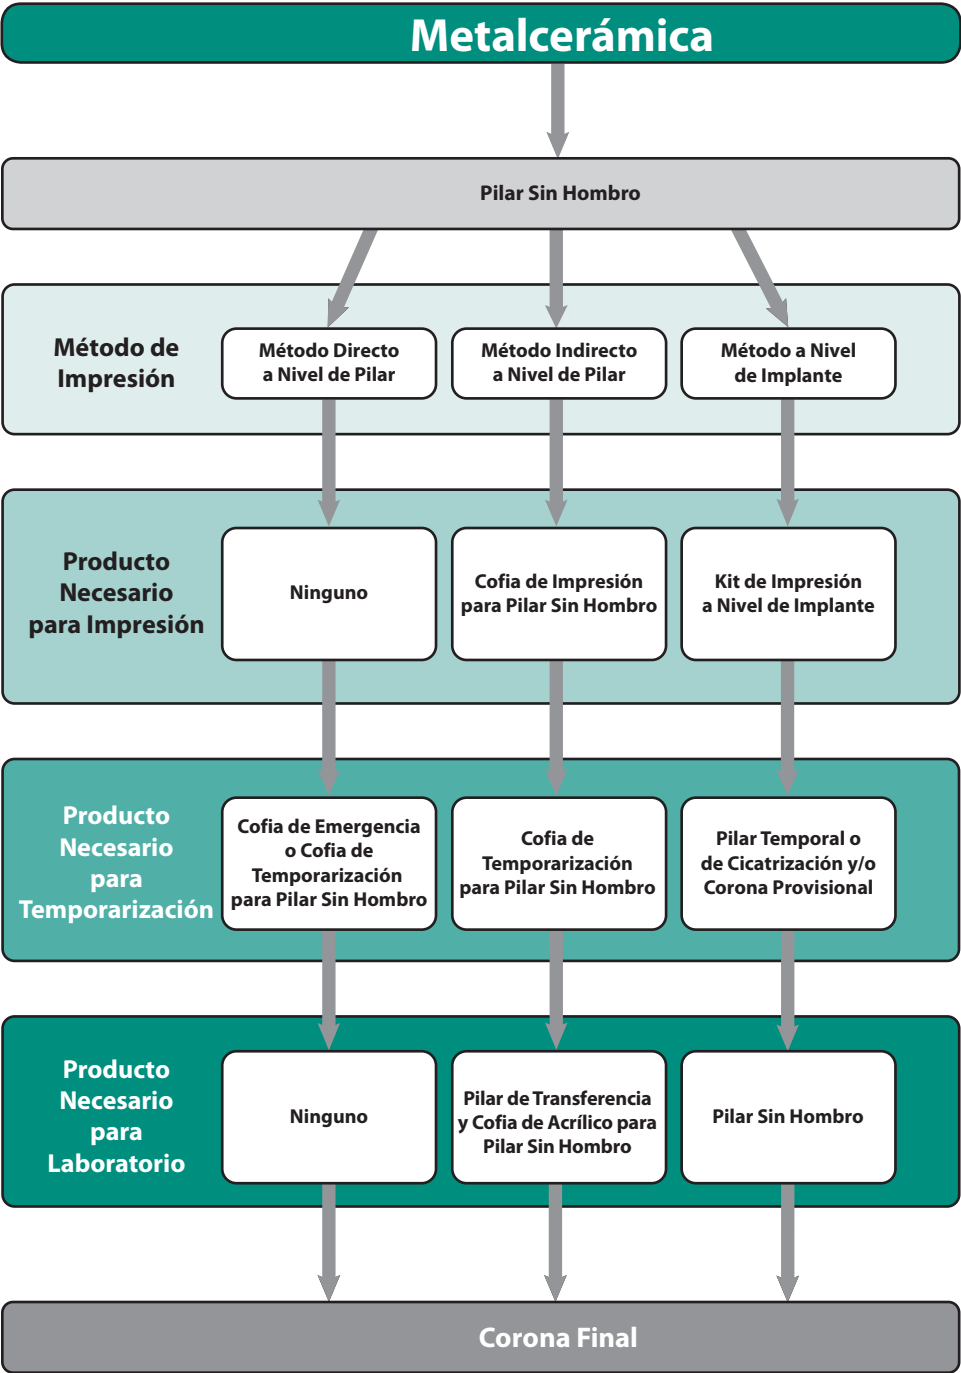 Metalcerámica
Pilar Sin Hombro
Método de
Impresión
Método Directo
a Nivel de Pilar
Método Indirecto
a Nivel de Pilar
Método a Nivel
de Implante
Producto
Necesario
para Impresión
Ninguno
Cofia de Impresión
para Pilar Sin Hombro
Kit de Impresión
a Nivel de Implante
Producto
Necesario
para
Temporarización
Cofia de Emergencia
o Cofia de
Temporarización
para Pilar Sin Hombro
Cofia de
Temporarización
para Pilar Sin Hombro
Pilar Temporal o
de Cicatrización y/o
Corona Provisional
Producto
Necesario
para
Laboratorio
Ninguno
Pilar de Transferencia
y Cofia de Acrílico para
Pilar Sin Hombro
Pilar Sin Hombro
Corona Final